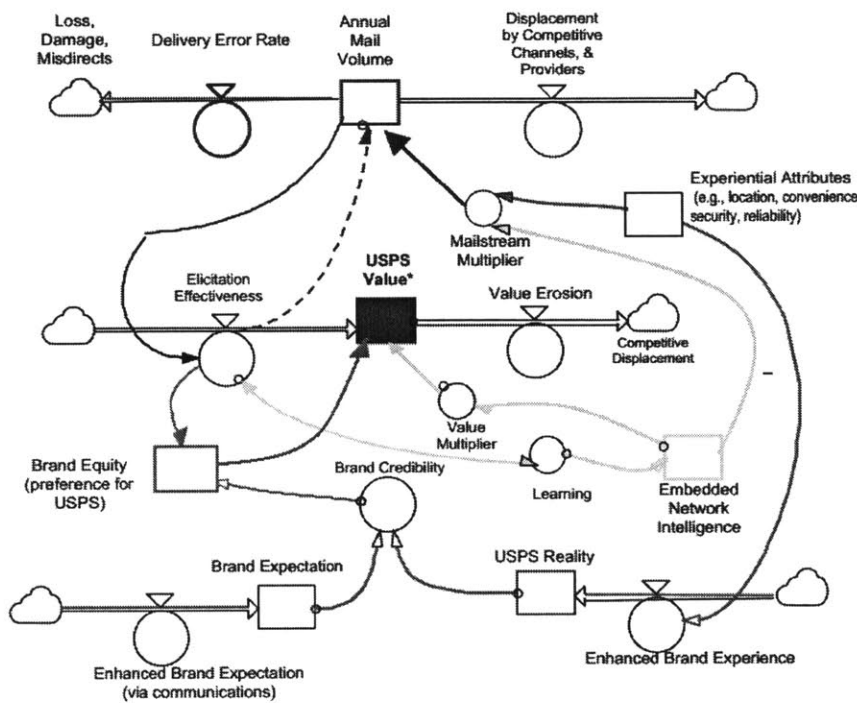 Loss,
Damage,
Misdirects
Delivery Error Rate
Annual
Mail
Volume
Displacement
by Competitive
Channels, &
Providers
Experiential Attributes
(e.g., location, convenience
security, reliability)
Mailstream
Multiplier
Elicitation
Effectiveness
USPS
Value*
Value Erosion
Competitive
Displacement
Value
Multiplier
Brand Equity
(preference for
USPS)
Brand Credibility
Learning
Embedded
Network
Intelligence
Brand Expectation
USPS Reality
Enhanced Brand Expectation
(via communications)
Enhanced Brand Experience